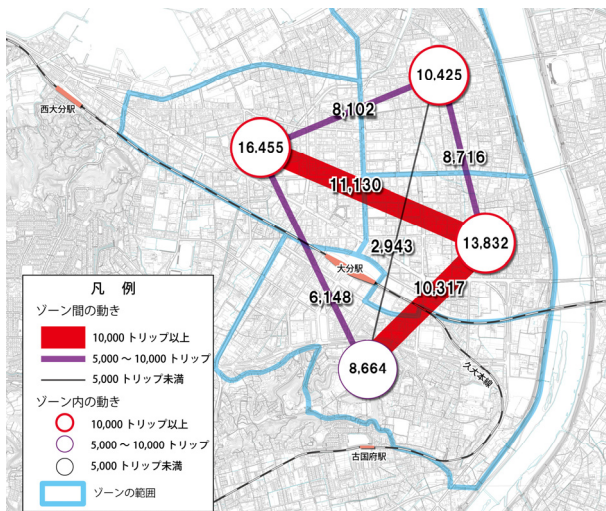 10,425
西大分駅
8,102
16,455
8,716
11,130
13,832
2,943
大分駅
10,317
6,148
8,664
久大本線
古国府駅
凡 例
ゾーン間の動き
10,000 トリップ以上
5,000 ～ 10,000 トリップ
5,000 トリップ未満
ゾーン内の動き
10,000 トリップ以上
5,000 ～ 10,000 トリップ
5,000 トリップ未満
ゾーンの範囲